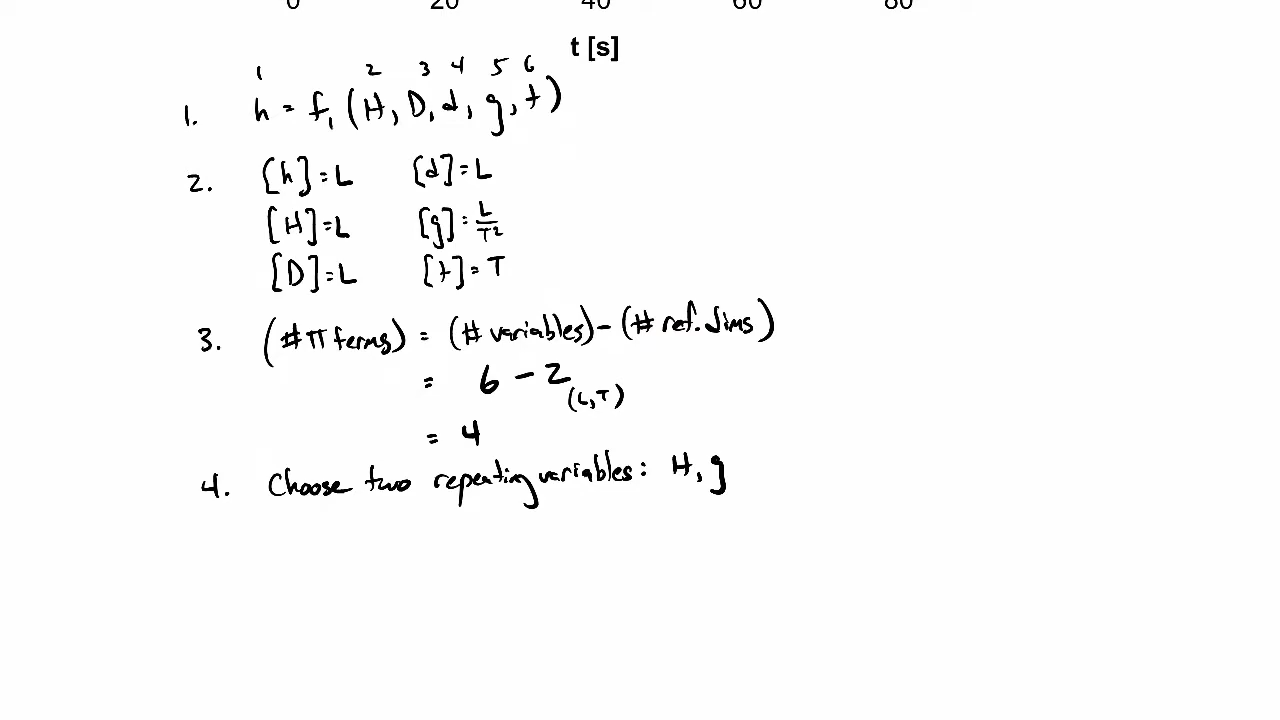 0 20 40 60 80
t [s]
1 2 3 4 5 6
1. h = f₁ (H, D, d, g, t)
2. [h] = L [d] = L
[H] = L [g] = L/T²
[D] = L [t] = T
3. (# π terms) = (# variables) - (# ref. dims)
= 6 - 2 (L,T)
= 4
4. Choose two repeating variables: H, g